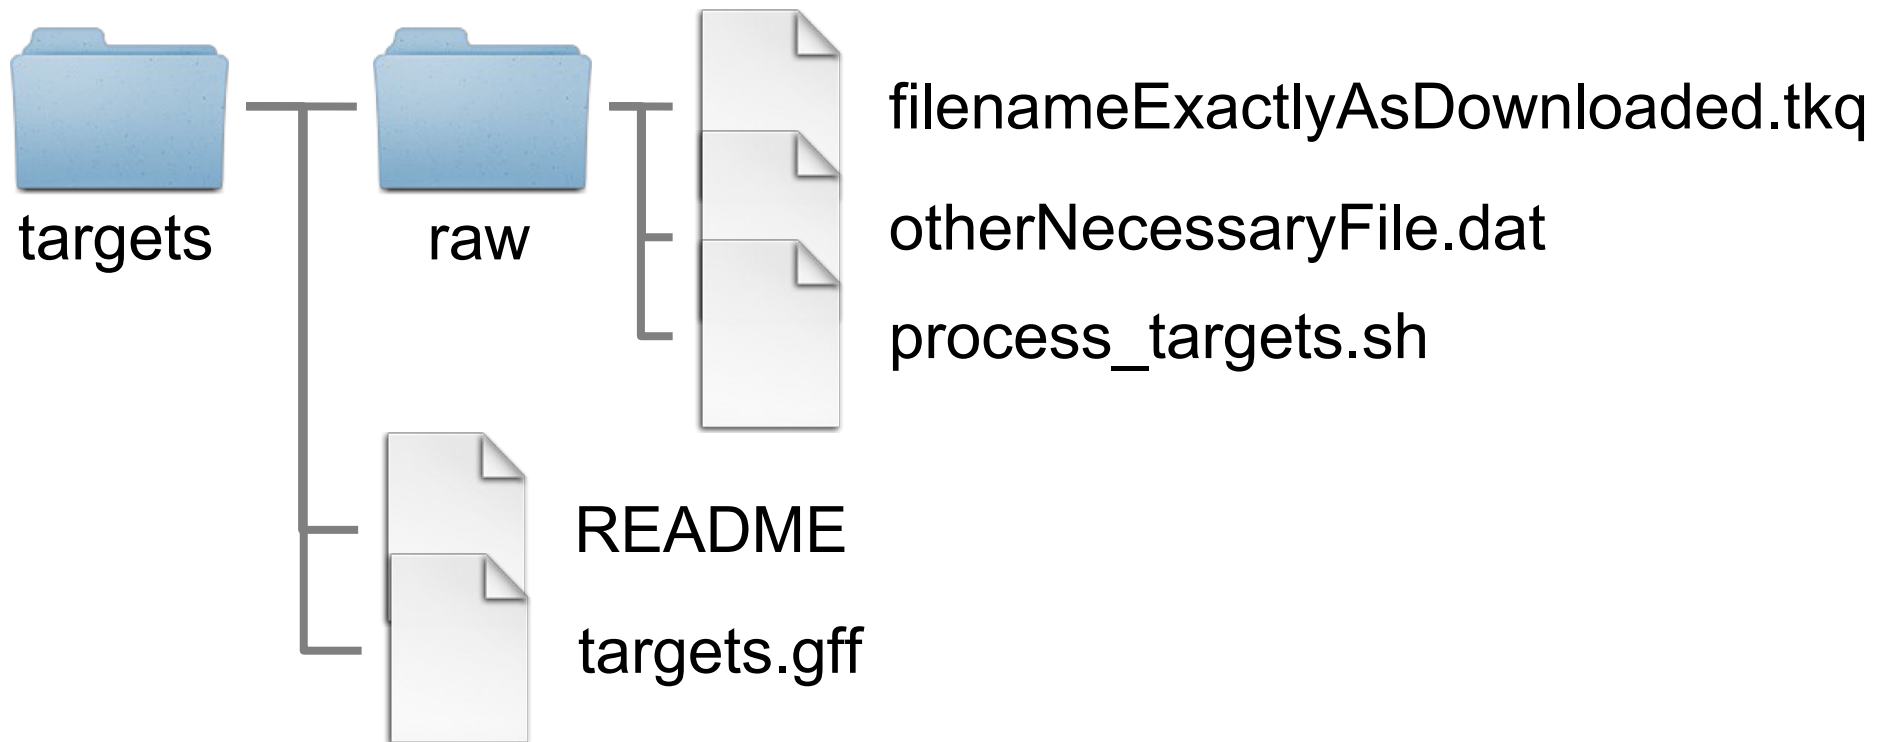 filenameExactlyAsDownloaded.tkq
targets
raw
otherNecessaryFile.dat
process_targets.sh
README
targets.gff